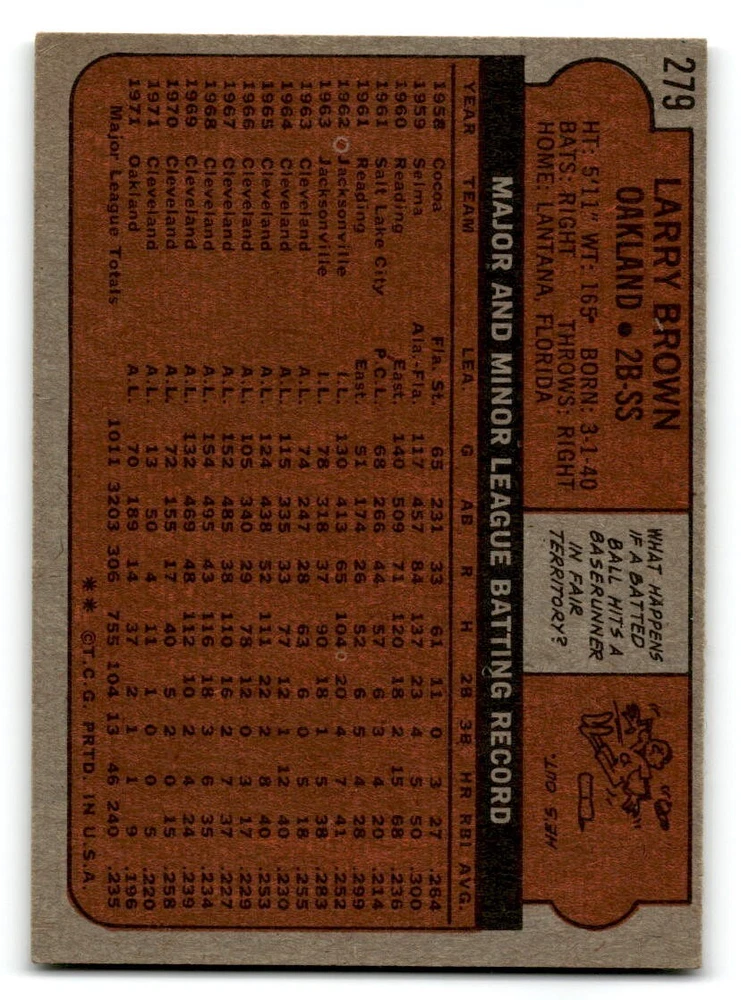 279
LARRY BROWN
OAKLAND • 2B-SS
HT: 5'11" WT: 165 BORN: 3-1-40
BATS: RIGHT THROWS: RIGHT
HOME: LANTANA, FLORIDA
WHAT HAPPENS
IF A BATTED
BALL HITS A
BASERUNNER
IN FAIR
TERRITORY?
HE'S OUT.
MAJOR AND MINOR LEAGUE BATTING RECORD
YEAR TEAM LEA G AB R H 2B 3B HR RBI AVG.
1958 Cocoa Fla. St. 65 231 33 61 11 0 3 27 .264
1959 Selma Ala.-Fla. 117 457 84 137 23 4 5 50 .300
1960 Reading East. 140 509 71 120 18 2 15 68 .236
1961 Salt Lake City P.C.L. 68 266 44 57 6 3 4 20 .214
1961 Reading East. 51 174 26 52 6 5 4 28 .299
1962 Jacksonville I.L. 130 413 65 104 20 4 7 41 .252
1963 Jacksonville I.L. 78 318 37 90 18 1 5 38 .283
1963 Cleveland A.L. 74 247 28 63 6 0 5 18 .255
1964 Cleveland A.L. 115 335 33 77 12 1 12 40 .230
1965 Cleveland A.L. 124 438 52 111 22 2 8 40 .253
1966 Cleveland A.L. 105 340 29 78 12 0 3 17 .229
1967 Cleveland A.L. 152 485 38 110 16 2 7 37 .227
1968 Cleveland A.L. 154 495 43 116 18 3 6 35 .234
1969 Cleveland A.L. 132 469 48 112 10 2 4 24 .239
1970 Cleveland A.L. 72 155 17 40 5 2 0 15 .258
1971 Cleveland A.L. 13 50 4 11 1 0 0 5 .220
1971 Oakland A.L. 70 189 14 37 2 1 1 9 .196
Major League Totals 1011 3203 306 755 104 13 46 240 .235
** ©T.C.G. PRTD. IN U.S.A.